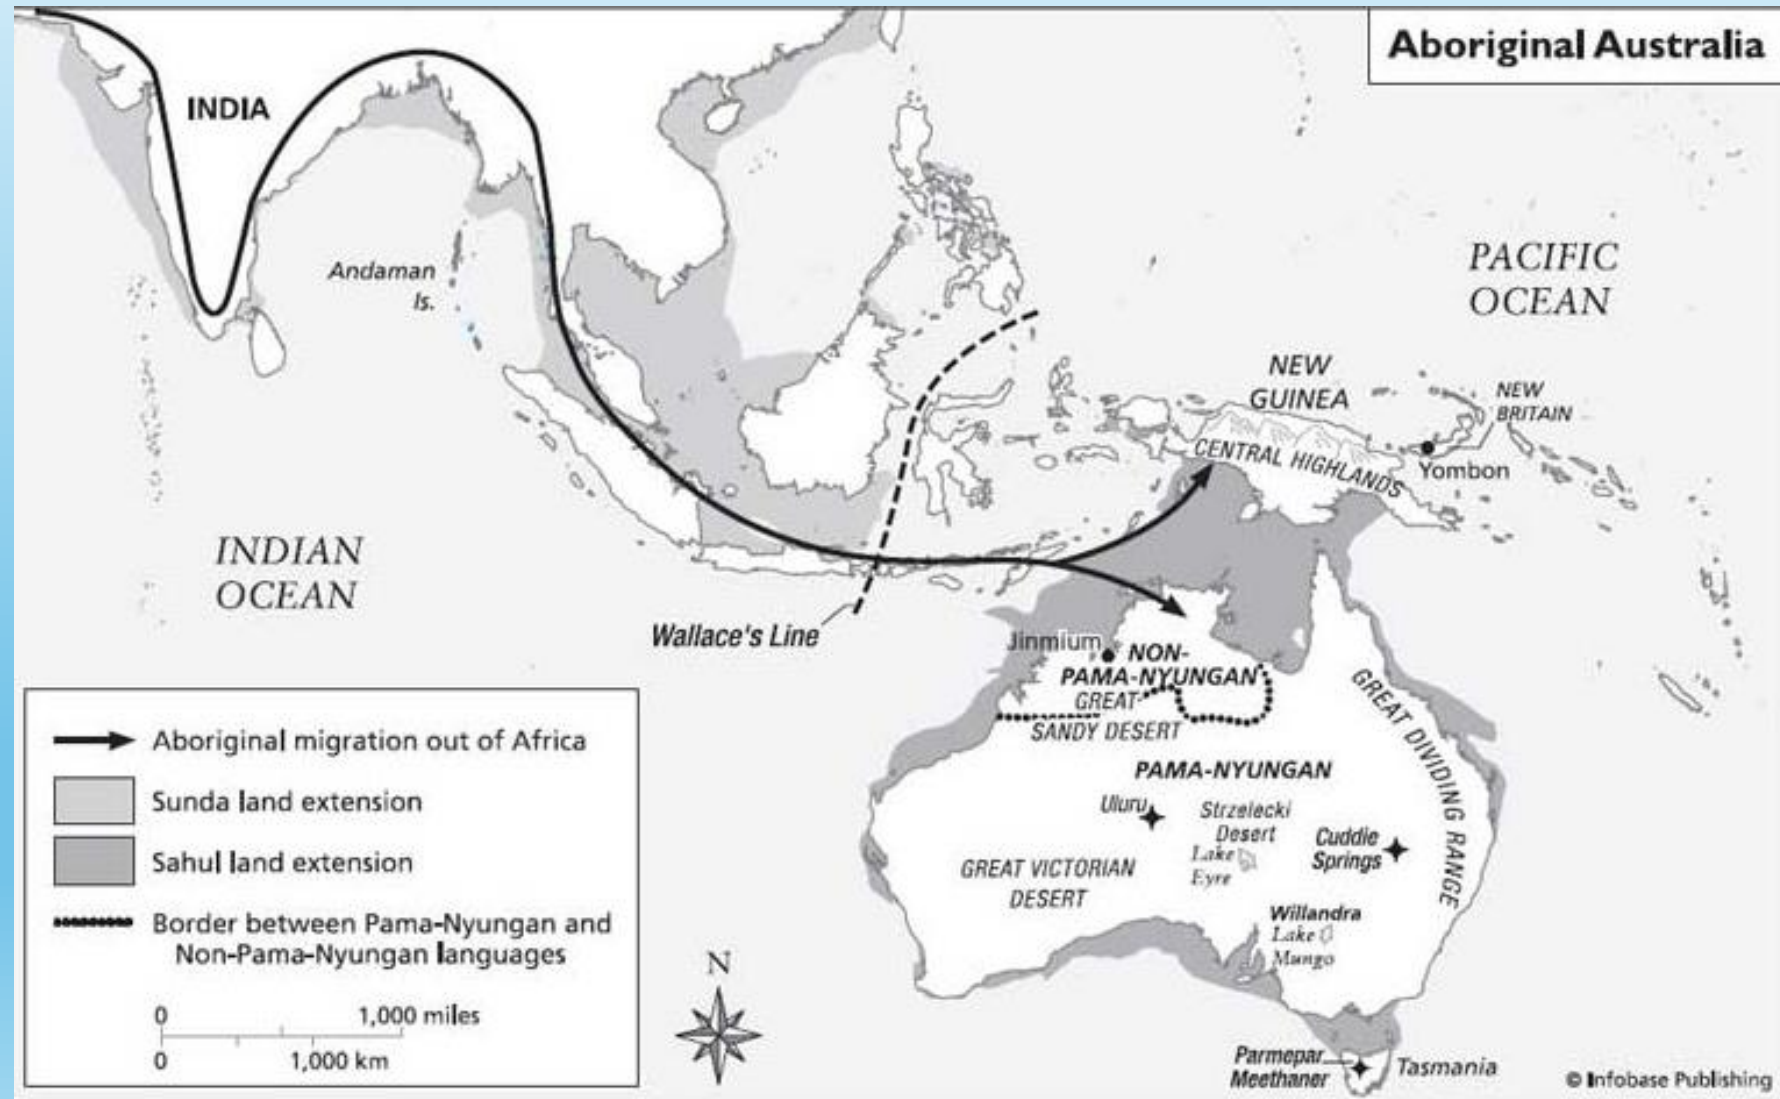 Aboriginal Australia
INDIA
Andaman
Is.
PACIFIC
OCEAN
NEW
GUINEA
NEW
BRITAIN
CENTRAL HIGHLANDS
Yombon
INDIAN
OCEAN
Wallace's Line
Jinmium
NON-
PAMA-NYUNGAN
GREAT
SANDY DESERT
GREAT DIVIDING RANGE
PAMA-NYUNGAN
Uluru
Strzelecki
Desert
Lake
Eyre
Cuddie
Springs
GREAT VICTORIAN
DESERT
Willandra
Lake
Mungo
Parmepar
Meethaner
Tasmania
Aboriginal migration out of Africa
Sunda land extension
Sahul land extension
Border between Pama-Nyungan and
Non-Pama-Nyungan languages
0 1,000 miles
0 1,000 km
N
© Infobase Publishing